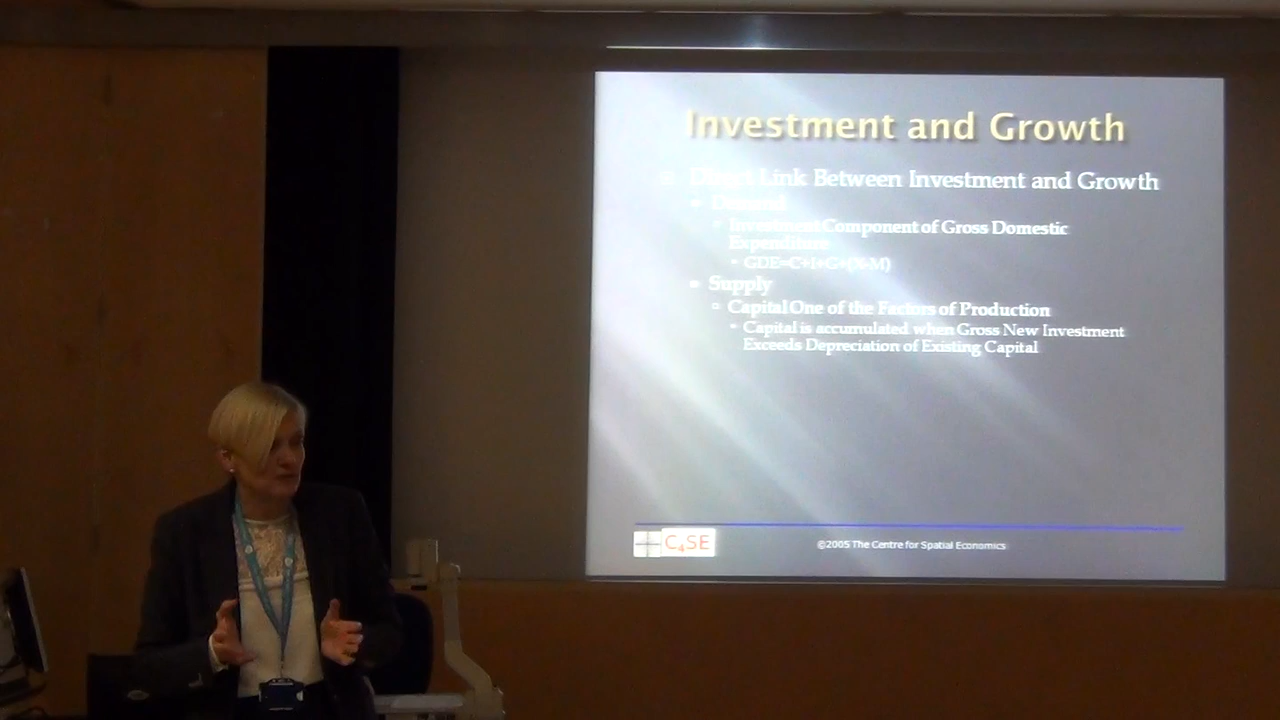 Investment and Growth
Direct Link Between Investment and Growth
Demand
Investment Component of Gross Domestic
Expenditure
GDE=C+I+G+(X-M)
Supply
Capital One of the Factors of Production
Capital is accumulated when Gross New Investment
Exceeds Depreciation of Existing Capital
C4SE
©2005 The Centre for Spatial Economics